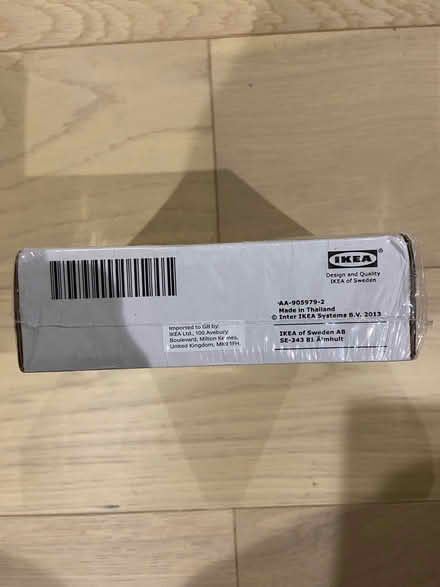 IKEA®
Design and Quality
IKEA of Sweden
AA-905979-2
Made in Thailand
© Inter IKEA Systems B.V. 2013
IKEA of Sweden AB
SE-343 81 Älmhult
Imported to GB by:
IKEA Ltd., 100 Avebury
Boulevard, Milton Keynes,
United Kingdom, MK9 1FH.